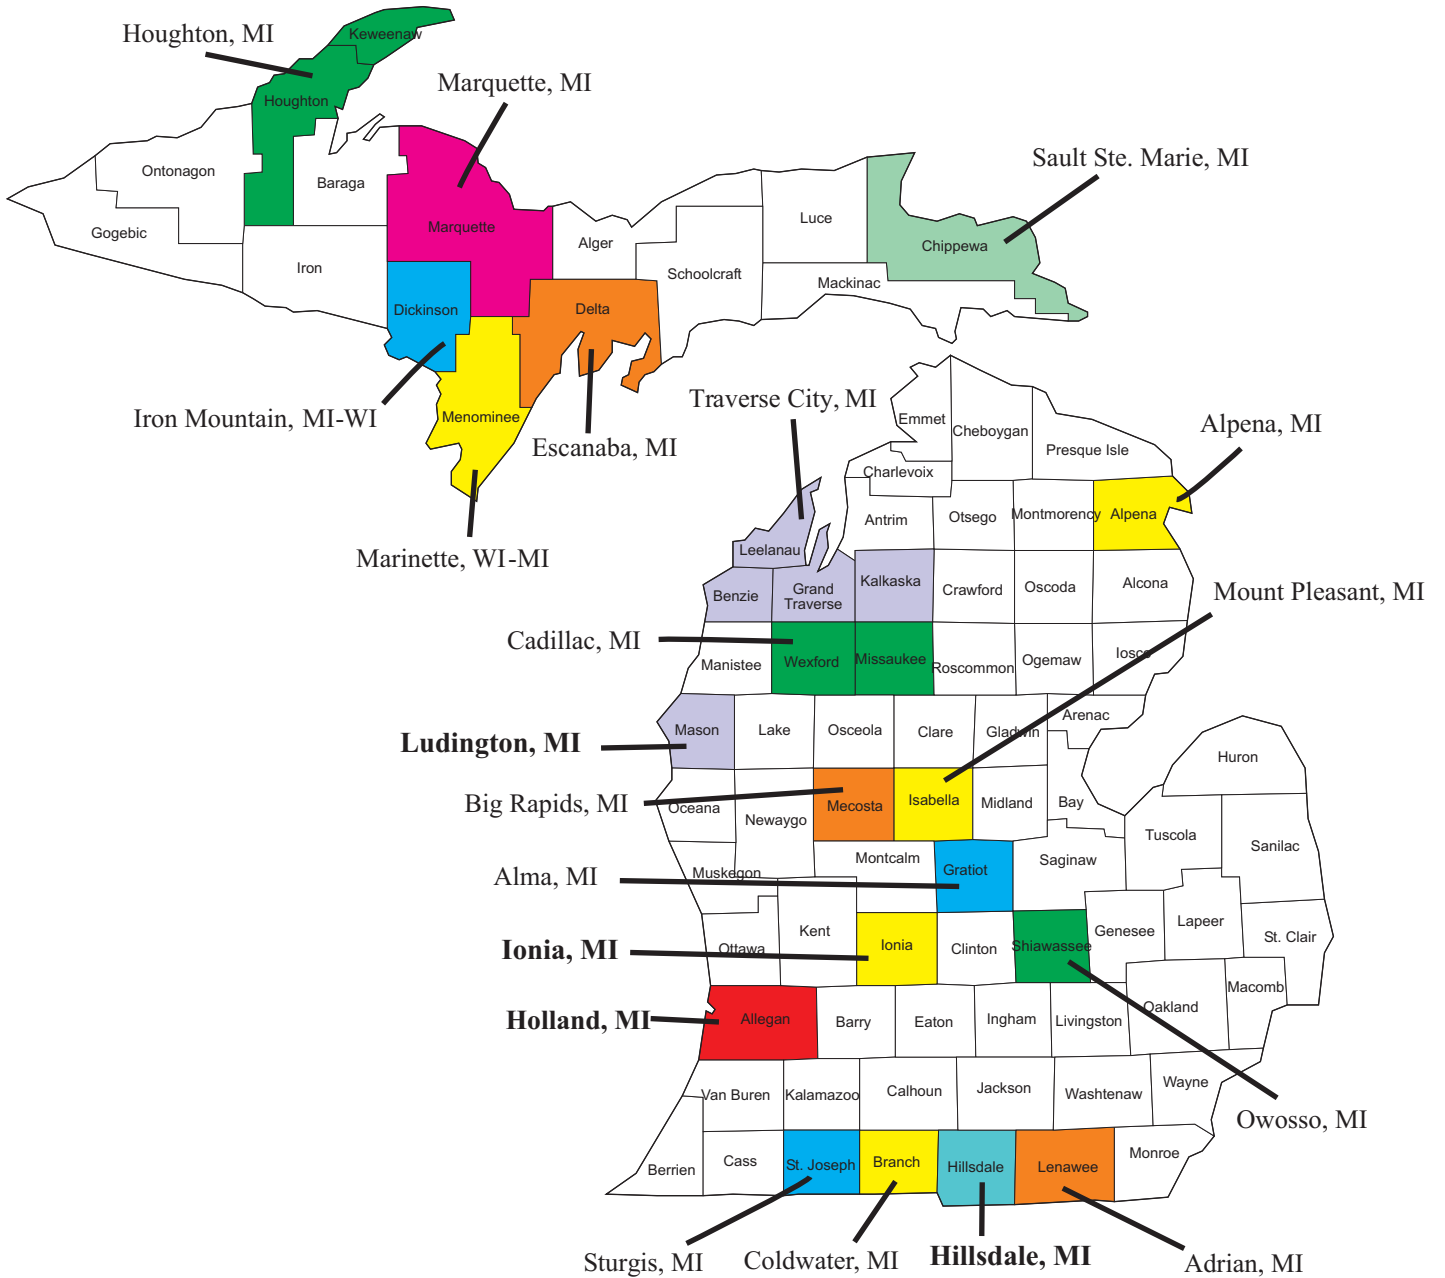 Houghton, MI
Keweenaw
Marquette, MI
Houghton
Sault Ste. Marie, MI
Ontonagon
Baraga
Luce
Gogebic
Marquette
Alger
Chippewa
Iron
Schoolcraft
Mackinac
Dickinson
Delta
Iron Mountain, MI-WI
Menominee
Escanaba, MI
Marinette, WI-MI
Traverse City, MI
Emmet
Cheboygan
Alpena, MI
Presque Isle
Charlevoix
Antrim
Otsego
Montmorency
Alpena
Leelanau
Benzie
Grand
Traverse
Kalkaska
Crawford
Oscoda
Alcona
Mount Pleasant, MI
Cadillac, MI
Manistee
Wexford
Missaukee
Roscommon
Ogemaw
Iosco
Ludington, MI
Mason
Lake
Osceola
Clare
Gladwin
Arenac
Huron
Big Rapids, MI
Oceana
Newaygo
Mecosta
Isabella
Midland
Bay
Tuscola
Sanilac
Alma, MI
Muskegon
Montcalm
Gratiot
Saginaw
Ionia, MI
Ottawa
Kent
Ionia
Clinton
Shiawassee
Genesee
Lapeer
St. Clair
Holland, MI
Allegan
Barry
Eaton
Ingham
Livingston
Oakland
Macomb
Van Buren
Kalamazoo
Calhoun
Jackson
Washtenaw
Wayne
Owosso, MI
Berrien
Cass
St. Joseph
Branch
Hillsdale
Lenawee
Monroe
Sturgis, MI
Coldwater, MI
Hillsdale, MI
Adrian, MI